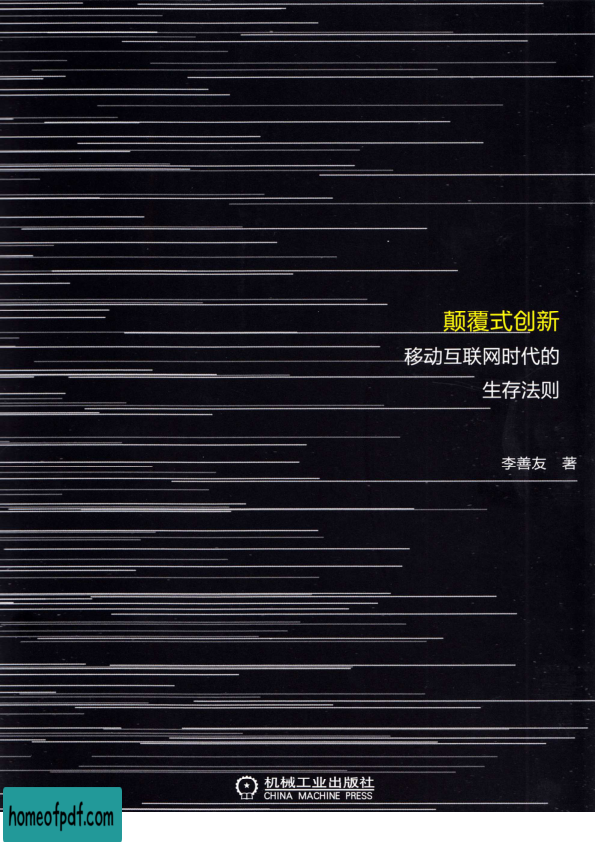 颠覆式创新
移动互联网时代的
生存法则
李善友 著
机械工业出版社
CHINA MACHINE PRESS
homeofpdf.com